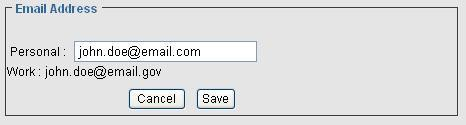 Email Address
Personal : john.doe@email.com
Work : john.doe@email.gov
Cancel Save